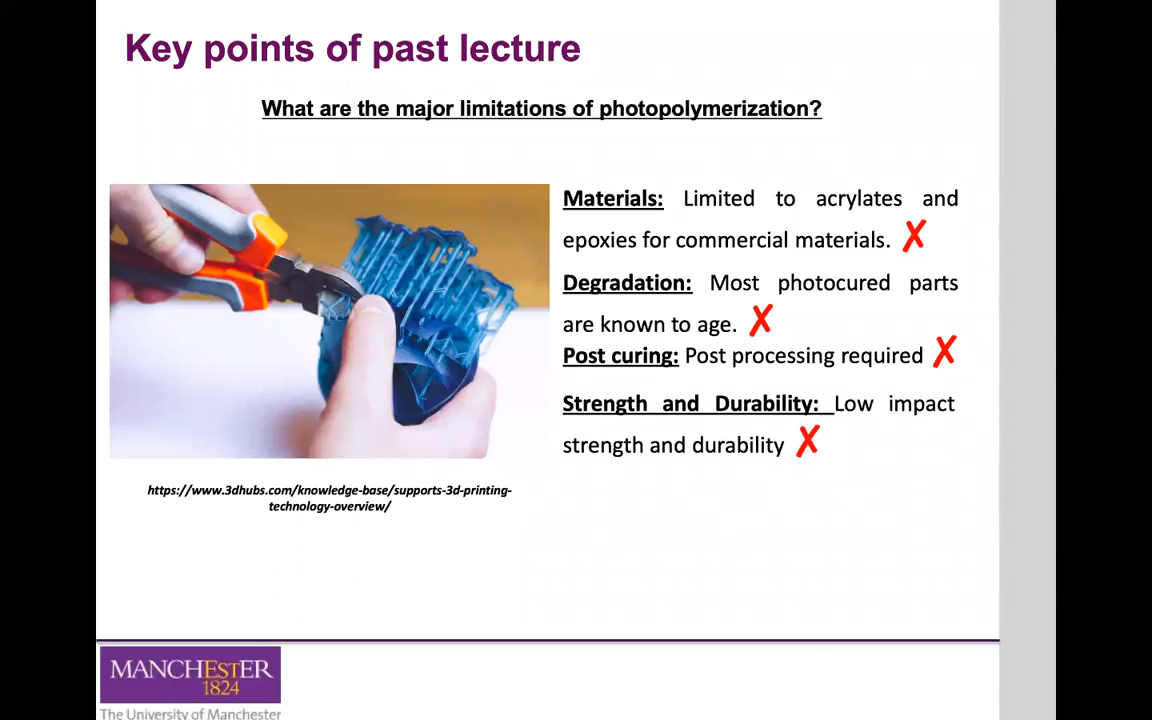 Key points of past lecture
What are the major limitations of photopolymerization?
Materials: Limited to acrylates and
epoxies for commercial materials. ✗
Degradation: Most photocured parts
are known to age. ✗
Post curing: Post processing required ✗
Strength and Durability: Low impact
strength and durability ✗
https://www.3dhubs.com/knowledge-base/supports-3d-printing-
technology-overview/
MANCHESTER
1824
The University of Manchester